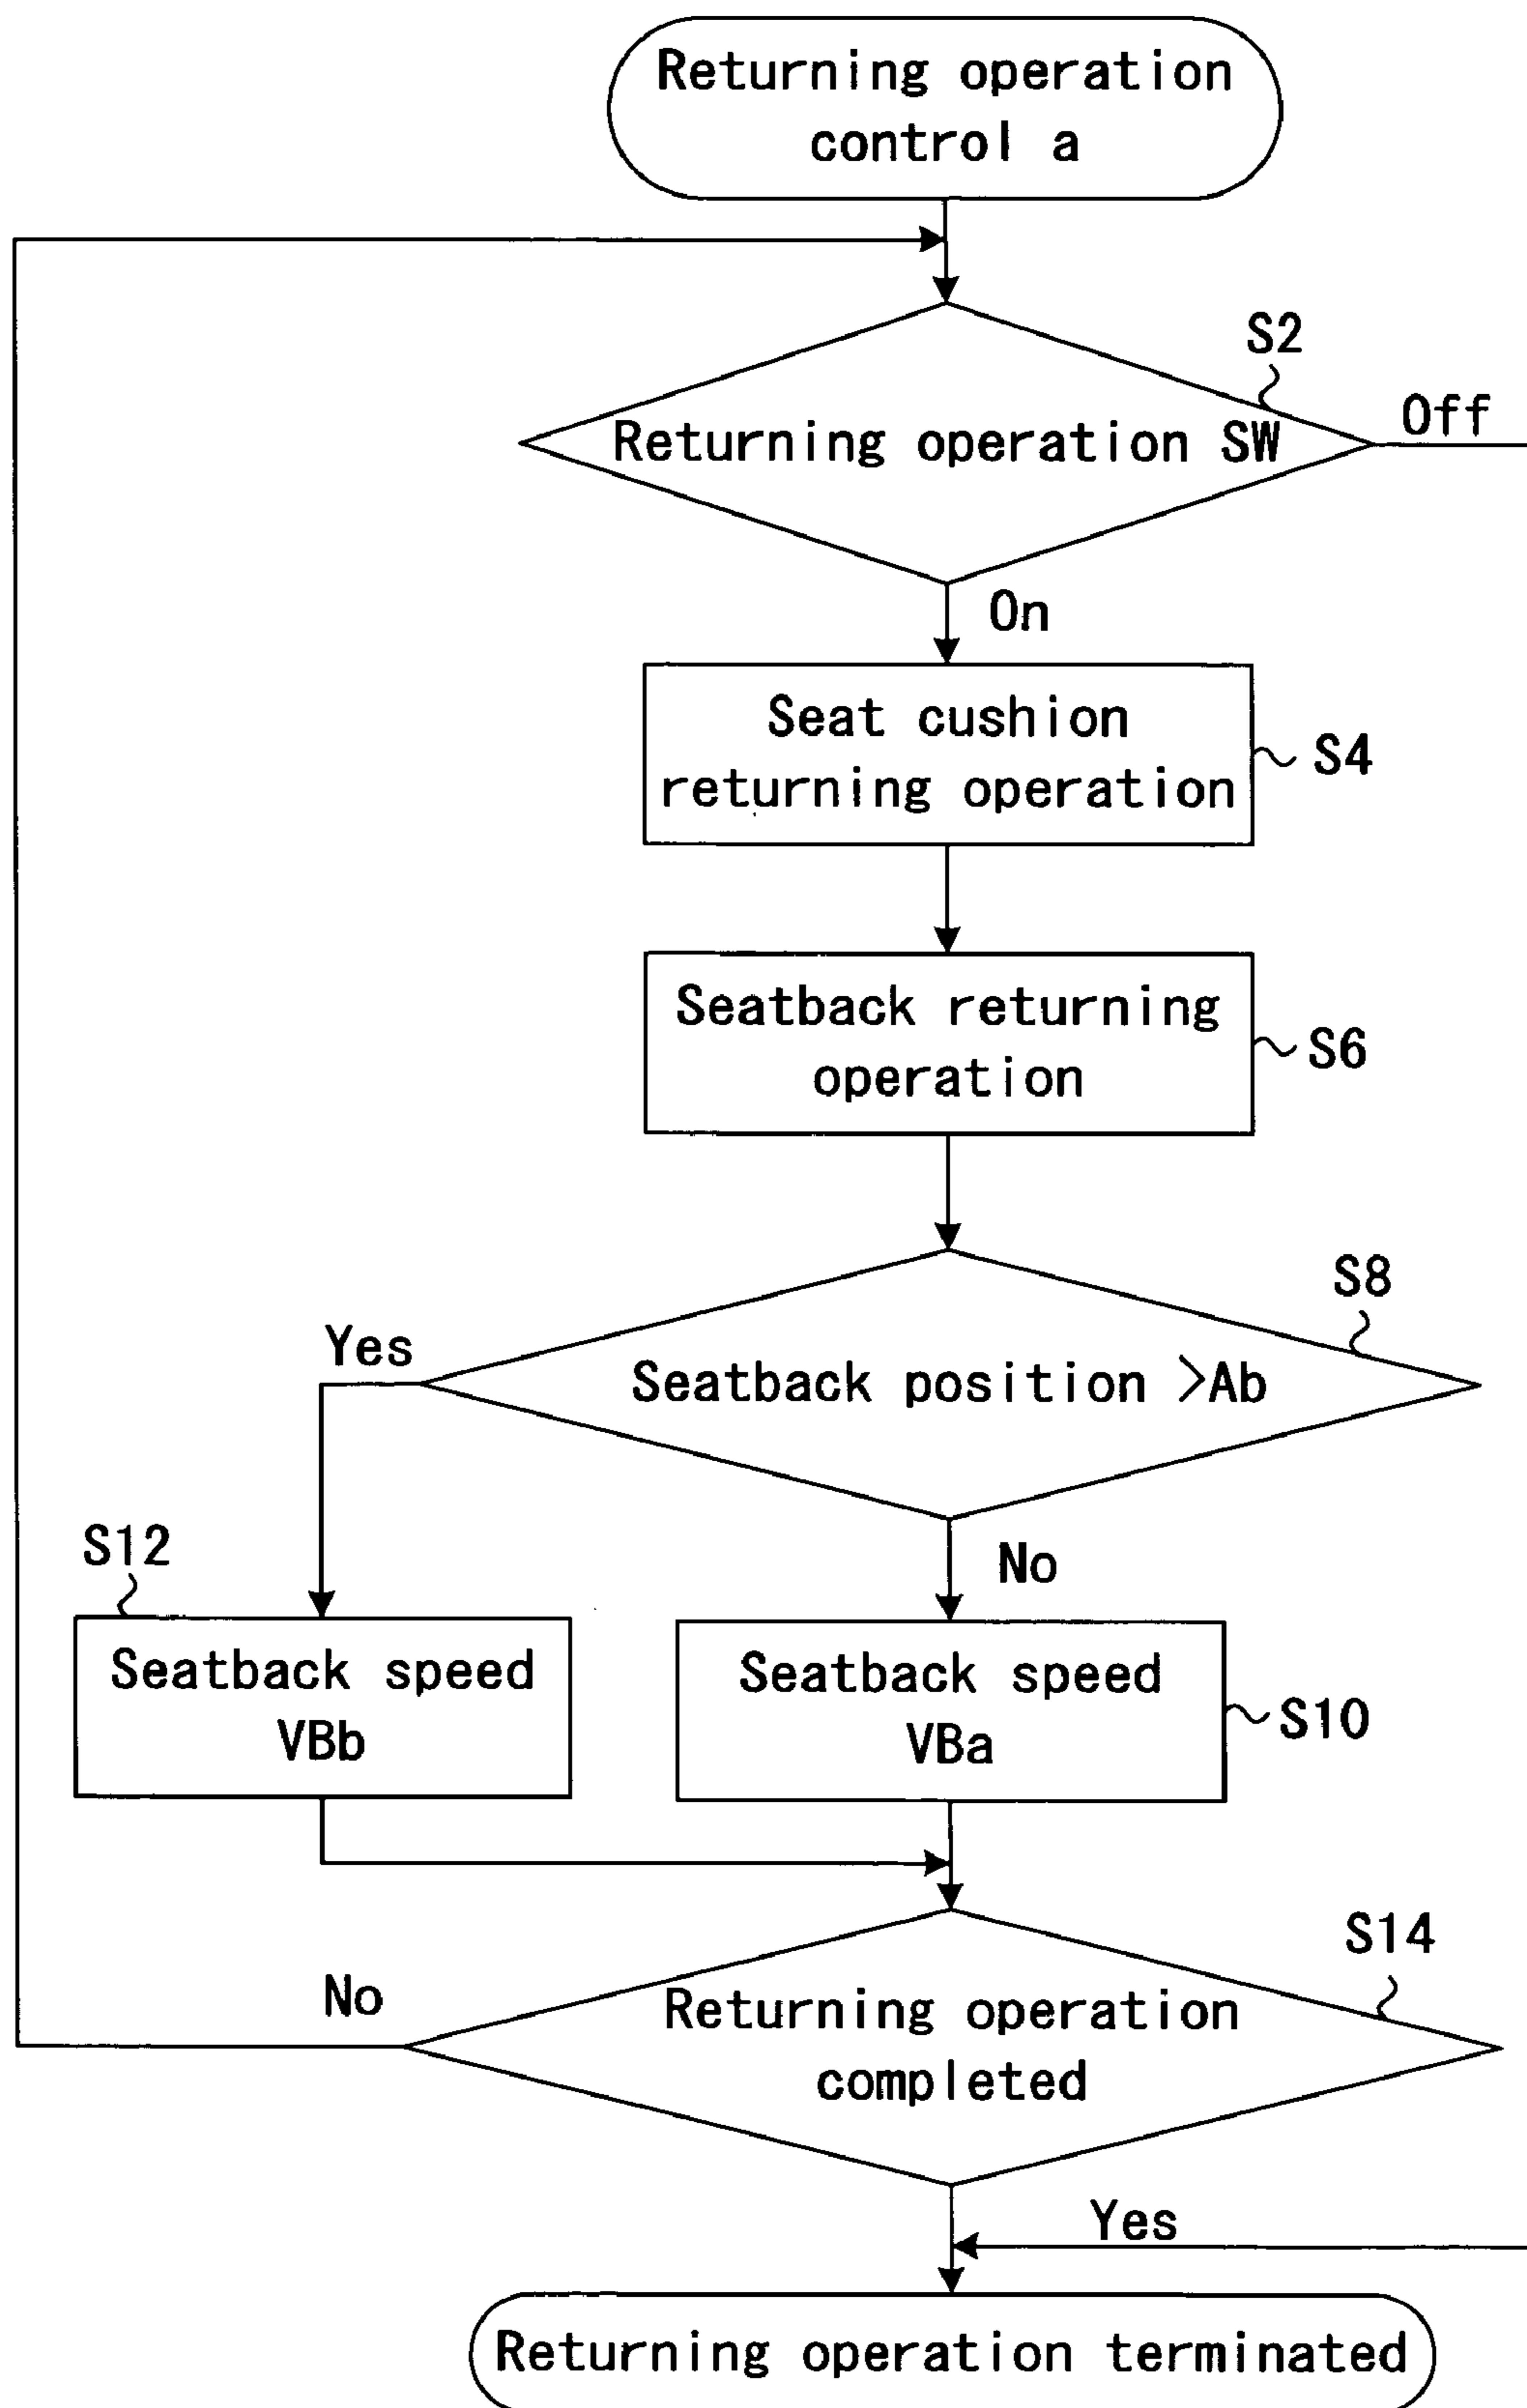 Returning operation
control a
S2
Off
Returning operation SW
On
Seat cushion
returning operation
S4
Seatback returning
operation
S6
S8
Yes
Seatback position >Ab
S12
No
Seatback speed
VBb
Seatback speed
VBa
S10
S14
No
Returning operation
completed
Yes
Returning operation terminated